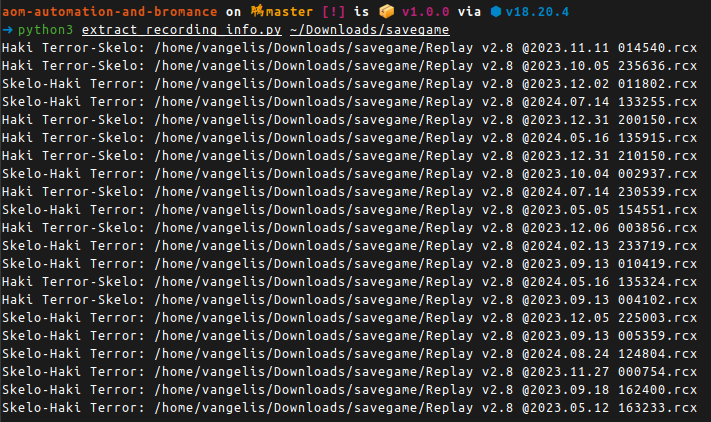 aom-automation-and-bromance on master [!] is v1.0.0 via v18.20.4
→ python3 extract_recording_info.py ~/Downloads/savegame
Haki Terror-Skelo: /home/vangelis/Downloads/savegame/Replay v2.8 @2023.11.11 014540.rcx
Haki Terror-Skelo: /home/vangelis/Downloads/savegame/Replay v2.8 @2023.10.05 235636.rcx
Skelo-Haki Terror: /home/vangelis/Downloads/savegame/Replay v2.8 @2023.12.02 011802.rcx
Skelo-Haki Terror: /home/vangelis/Downloads/savegame/Replay v2.8 @2024.07.14 133255.rcx
Haki Terror-Skelo: /home/vangelis/Downloads/savegame/Replay v2.8 @2023.12.31 200150.rcx
Haki Terror-Skelo: /home/vangelis/Downloads/savegame/Replay v2.8 @2024.05.16 135915.rcx
Haki Terror-Skelo: /home/vangelis/Downloads/savegame/Replay v2.8 @2023.12.31 210150.rcx
Skelo-Haki Terror: /home/vangelis/Downloads/savegame/Replay v2.8 @2023.10.04 002937.rcx
Haki Terror-Skelo: /home/vangelis/Downloads/savegame/Replay v2.8 @2024.07.14 230539.rcx
Skelo-Haki Terror: /home/vangelis/Downloads/savegame/Replay v2.8 @2023.05.05 154551.rcx
Haki Terror-Skelo: /home/vangelis/Downloads/savegame/Replay v2.8 @2023.12.06 003856.rcx
Skelo-Haki Terror: /home/vangelis/Downloads/savegame/Replay v2.8 @2024.02.13 233719.rcx
Skelo-Haki Terror: /home/vangelis/Downloads/savegame/Replay v2.8 @2023.09.13 010419.rcx
Haki Terror-Skelo: /home/vangelis/Downloads/savegame/Replay v2.8 @2024.05.16 135324.rcx
Haki Terror-Skelo: /home/vangelis/Downloads/savegame/Replay v2.8 @2023.09.13 004102.rcx
Skelo-Haki Terror: /home/vangelis/Downloads/savegame/Replay v2.8 @2023.12.05 225003.rcx
Skelo-Haki Terror: /home/vangelis/Downloads/savegame/Replay v2.8 @2023.09.13 005359.rcx
Skelo-Haki Terror: /home/vangelis/Downloads/savegame/Replay v2.8 @2024.08.24 124804.rcx
Skelo-Haki Terror: /home/vangelis/Downloads/savegame/Replay v2.8 @2023.11.27 000754.rcx
Skelo-Haki Terror: /home/vangelis/Downloads/savegame/Replay v2.8 @2023.09.18 162400.rcx
Skelo-Haki Terror: /home/vangelis/Downloads/savegame/Replay v2.8 @2023.05.12 163233.rcx